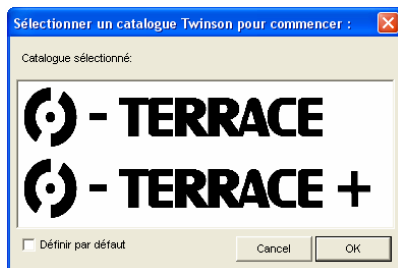 Sélectionner un catalogue Twinson pour commencer :
Catalogue sélectionné:
- TERRACE
- TERRACE +
Définir par défaut
Cancel
OK